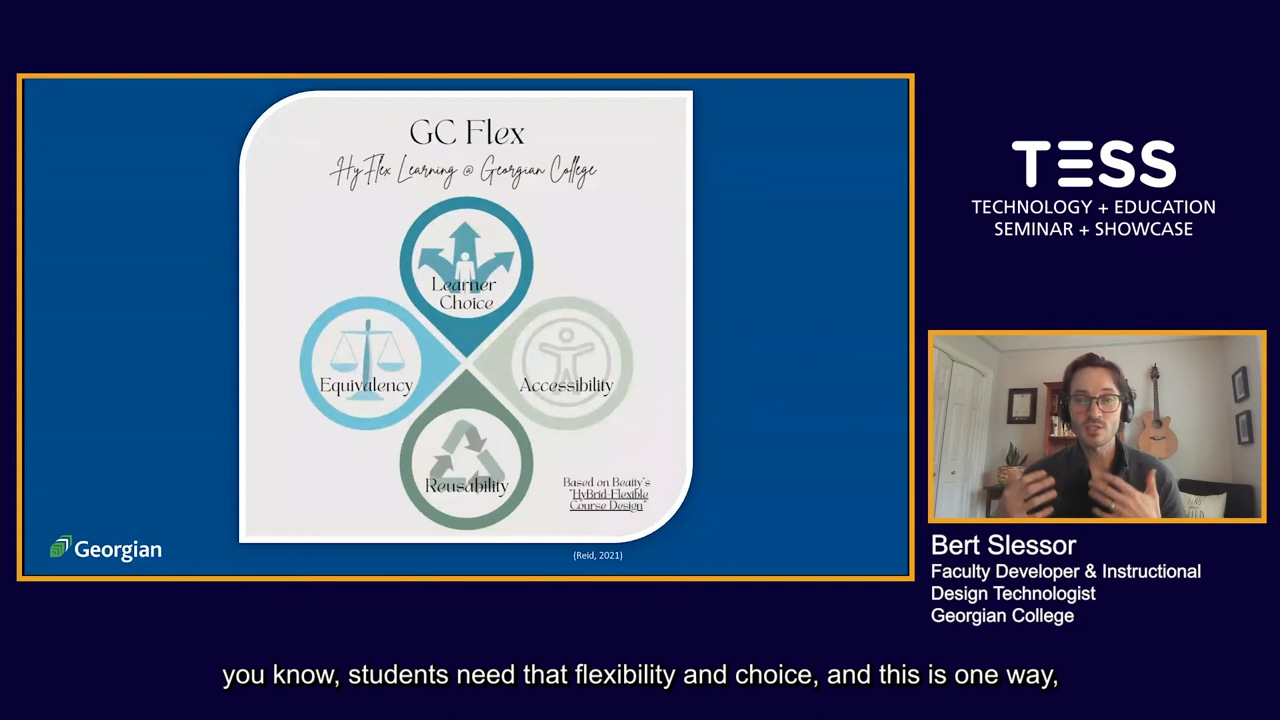 GC Flex
HyFlex Learning @ Georgian College
Learner
Choice
Equivalency
Accessibility
Reusability
Based on Beatty's
"HyBrid-Flexible
Course Design"
Georgian
(Reid, 2021)
TESS
TECHNOLOGY + EDUCATION
SEMINAR + SHOWCASE
Bert Slessor
Faculty Developer & Instructional
Design Technologist
Georgian College
you know, students need that flexibility and choice, and this is one way,